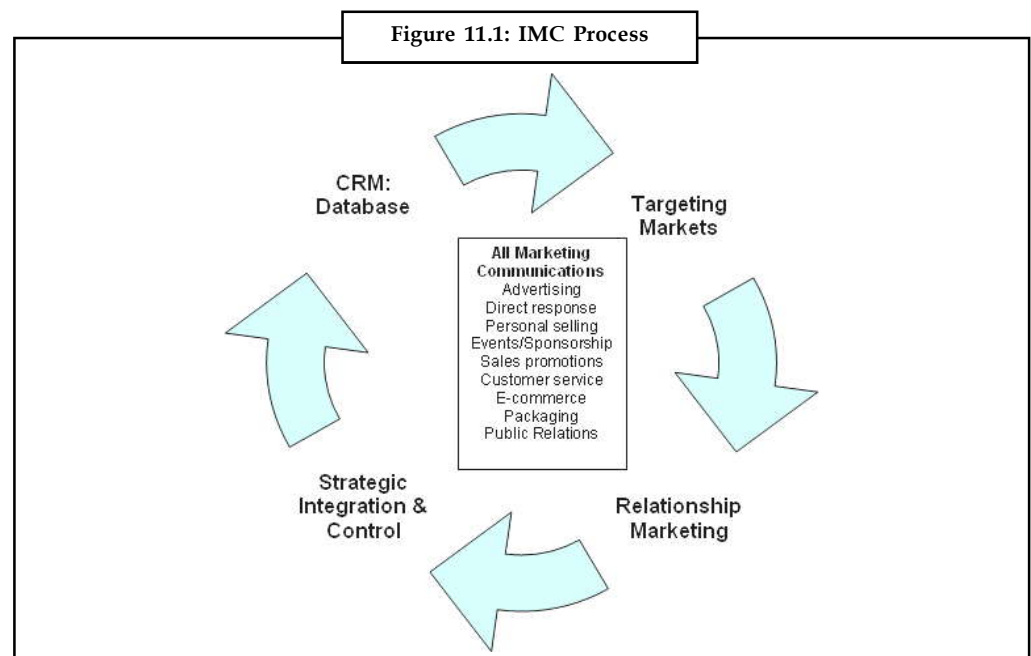 Figure 11.1: IMC Process
CRM:
Database
Targeting
Markets
All Marketing
Communications
Advertising
Direct response
Personal selling
Events/Sponsorship
Sales promotions
Customer service
E-commerce
Packaging
Public Relations
Strategic
Integration &
Control
Relationship
Marketing